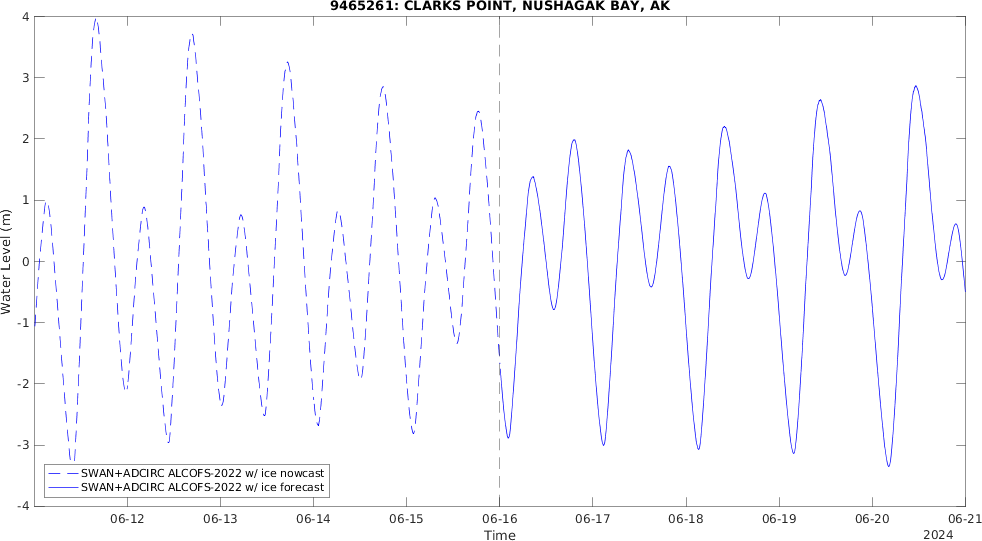 9465261: CLARKS POINT, NUSHAGAK BAY, AK
Water Level (m)
4
3
2
1
0
-1
-2
-3
-4
SWAN+ADCIRC ALCOFS-2022 w/ ice nowcast
SWAN+ADCIRC ALCOFS-2022 w/ ice forecast
06-12 06-13 06-14 06-15 06-16 06-17 06-18 06-19 06-20 06-21
Time
2024